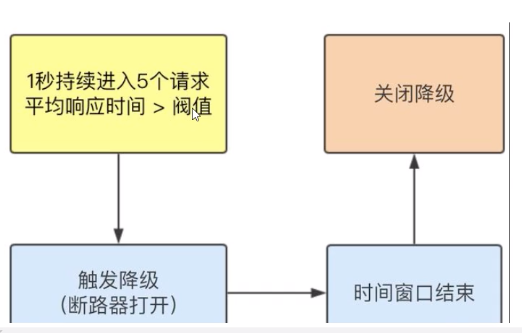 1秒持续进入5个请求
平均响应时间 > 阀值
触发降级
（断路器打开）
时间窗口结束
关闭降级